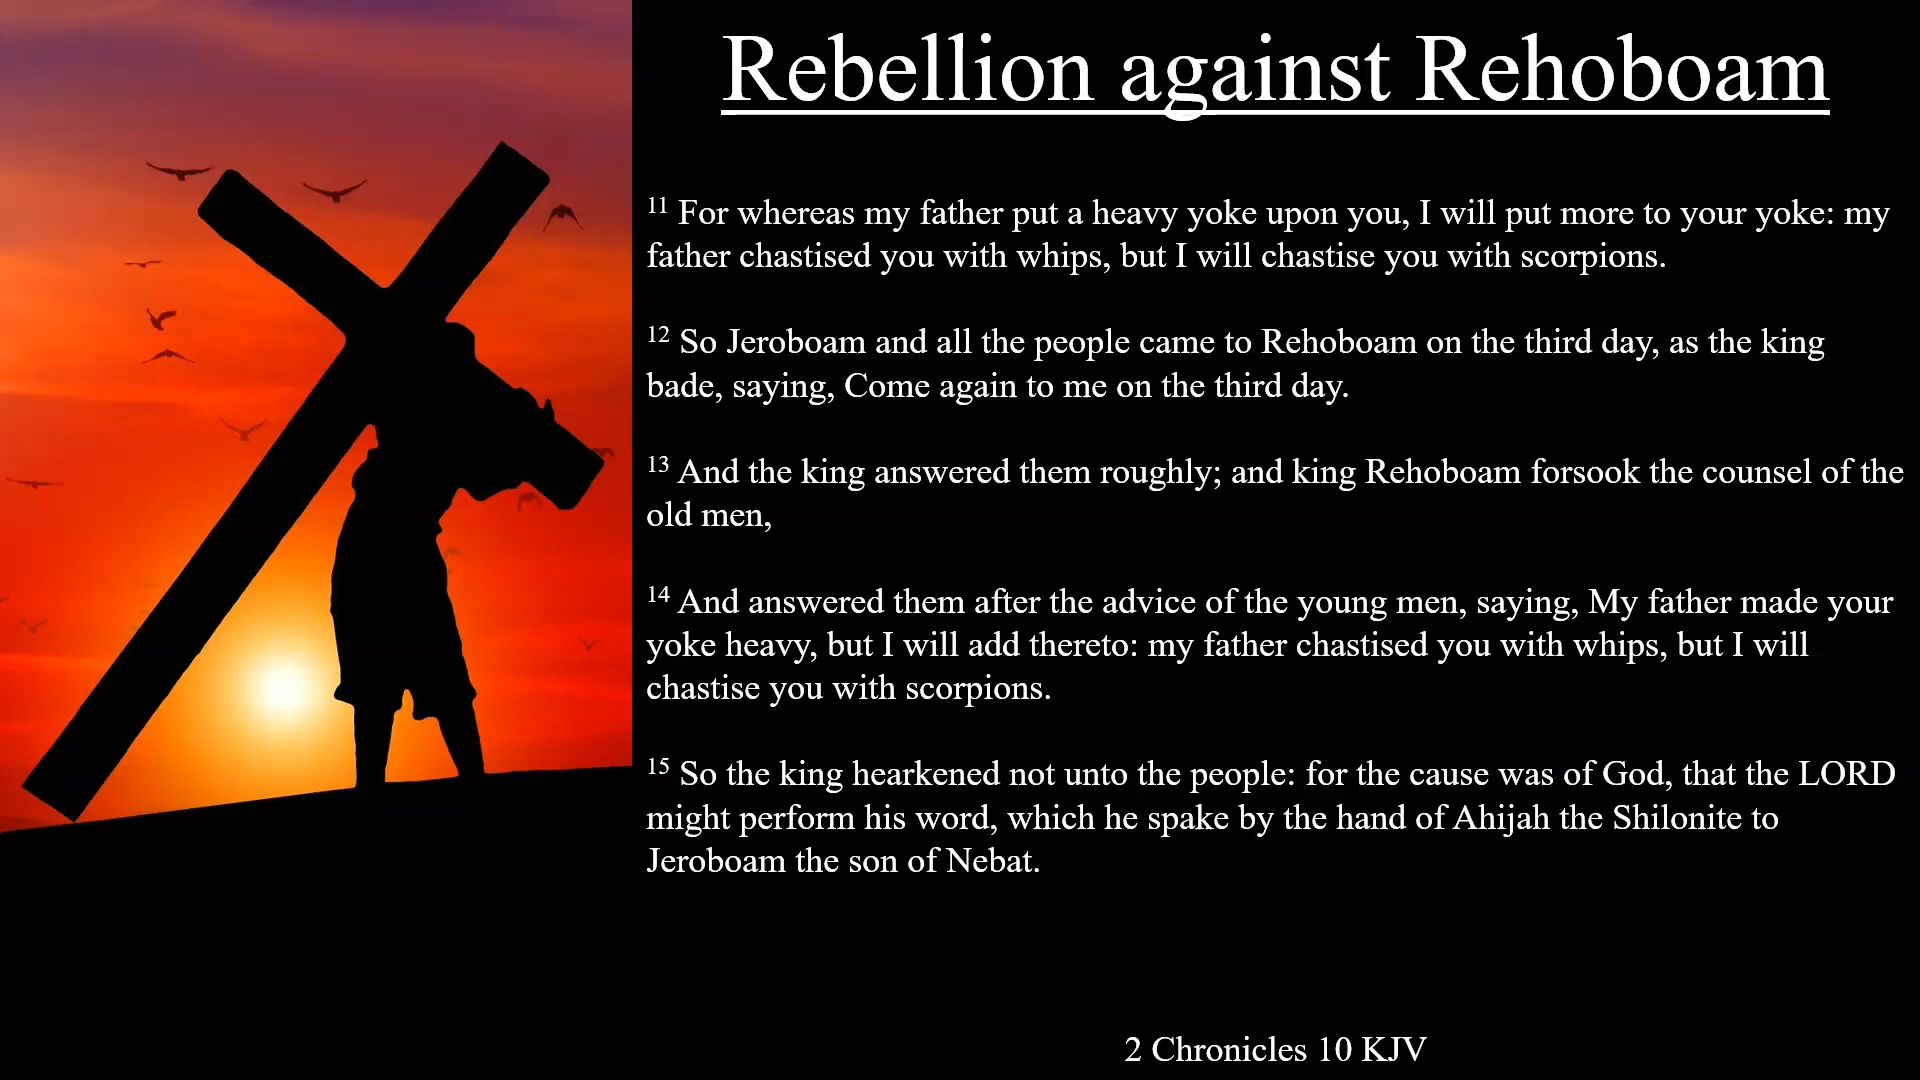 Rebellion against Rehoboam
11 For whereas my father put a heavy yoke upon you, I will put more to your yoke: my
father chastised you with whips, but I will chastise you with scorpions.
12 So Jeroboam and all the people came to Rehoboam on the third day, as the king
bade, saying, Come again to me on the third day.
13 And the king answered them roughly; and king Rehoboam forsook the counsel of the
old men,
14 And answered them after the advice of the young men, saying, My father made your
yoke heavy, but I will add thereto: my father chastised you with whips, but I will
chastise you with scorpions.
15 So the king hearkened not unto the people: for the cause was of God, that the LORD
might perform his word, which he spake by the hand of Ahijah the Shilonite to
Jeroboam the son of Nebat.
2 Chronicles 10 KJV